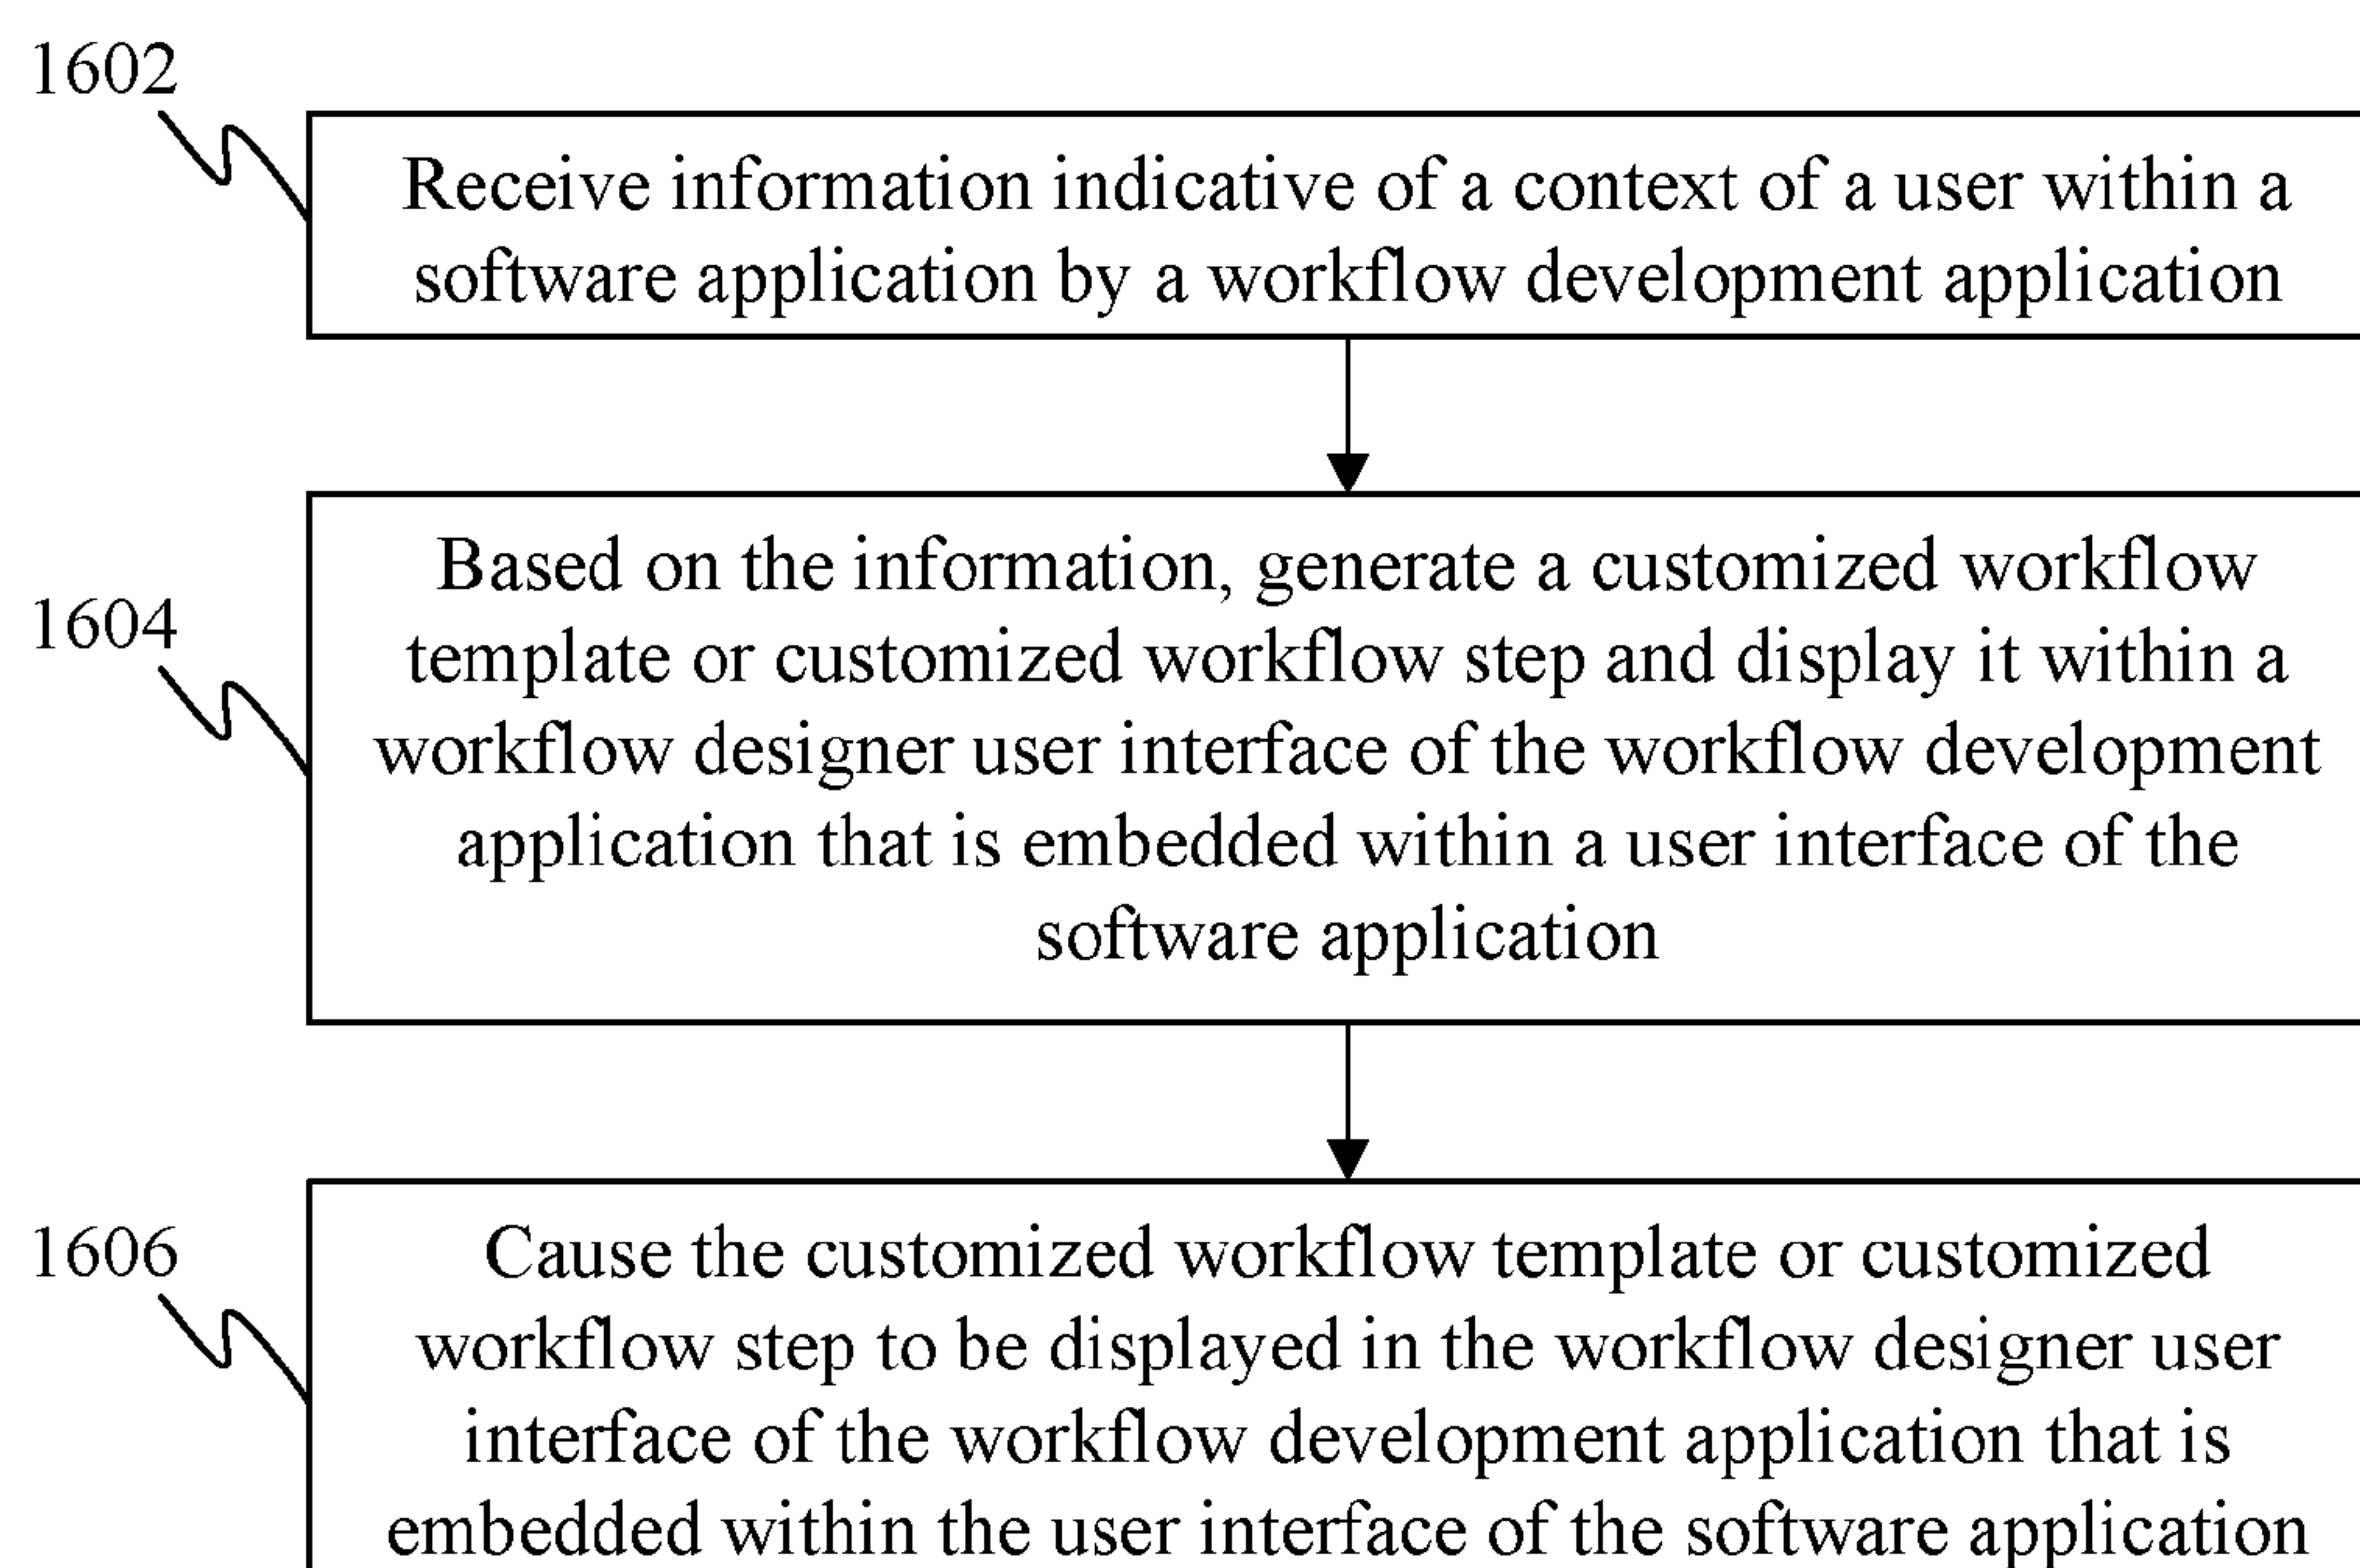 1602
Receive information indicative of a context of a user within a
software application by a workflow development application
1604
Based on the information, generate a customized workflow
template or customized workflow step and display it within a
workflow designer user interface of the workflow development
application that is embedded within a user interface of the
software application
1606
Cause the customized workflow template or customized
workflow step to be displayed in the workflow designer user
interface of the workflow development application that is
embedded within the user interface of the software application